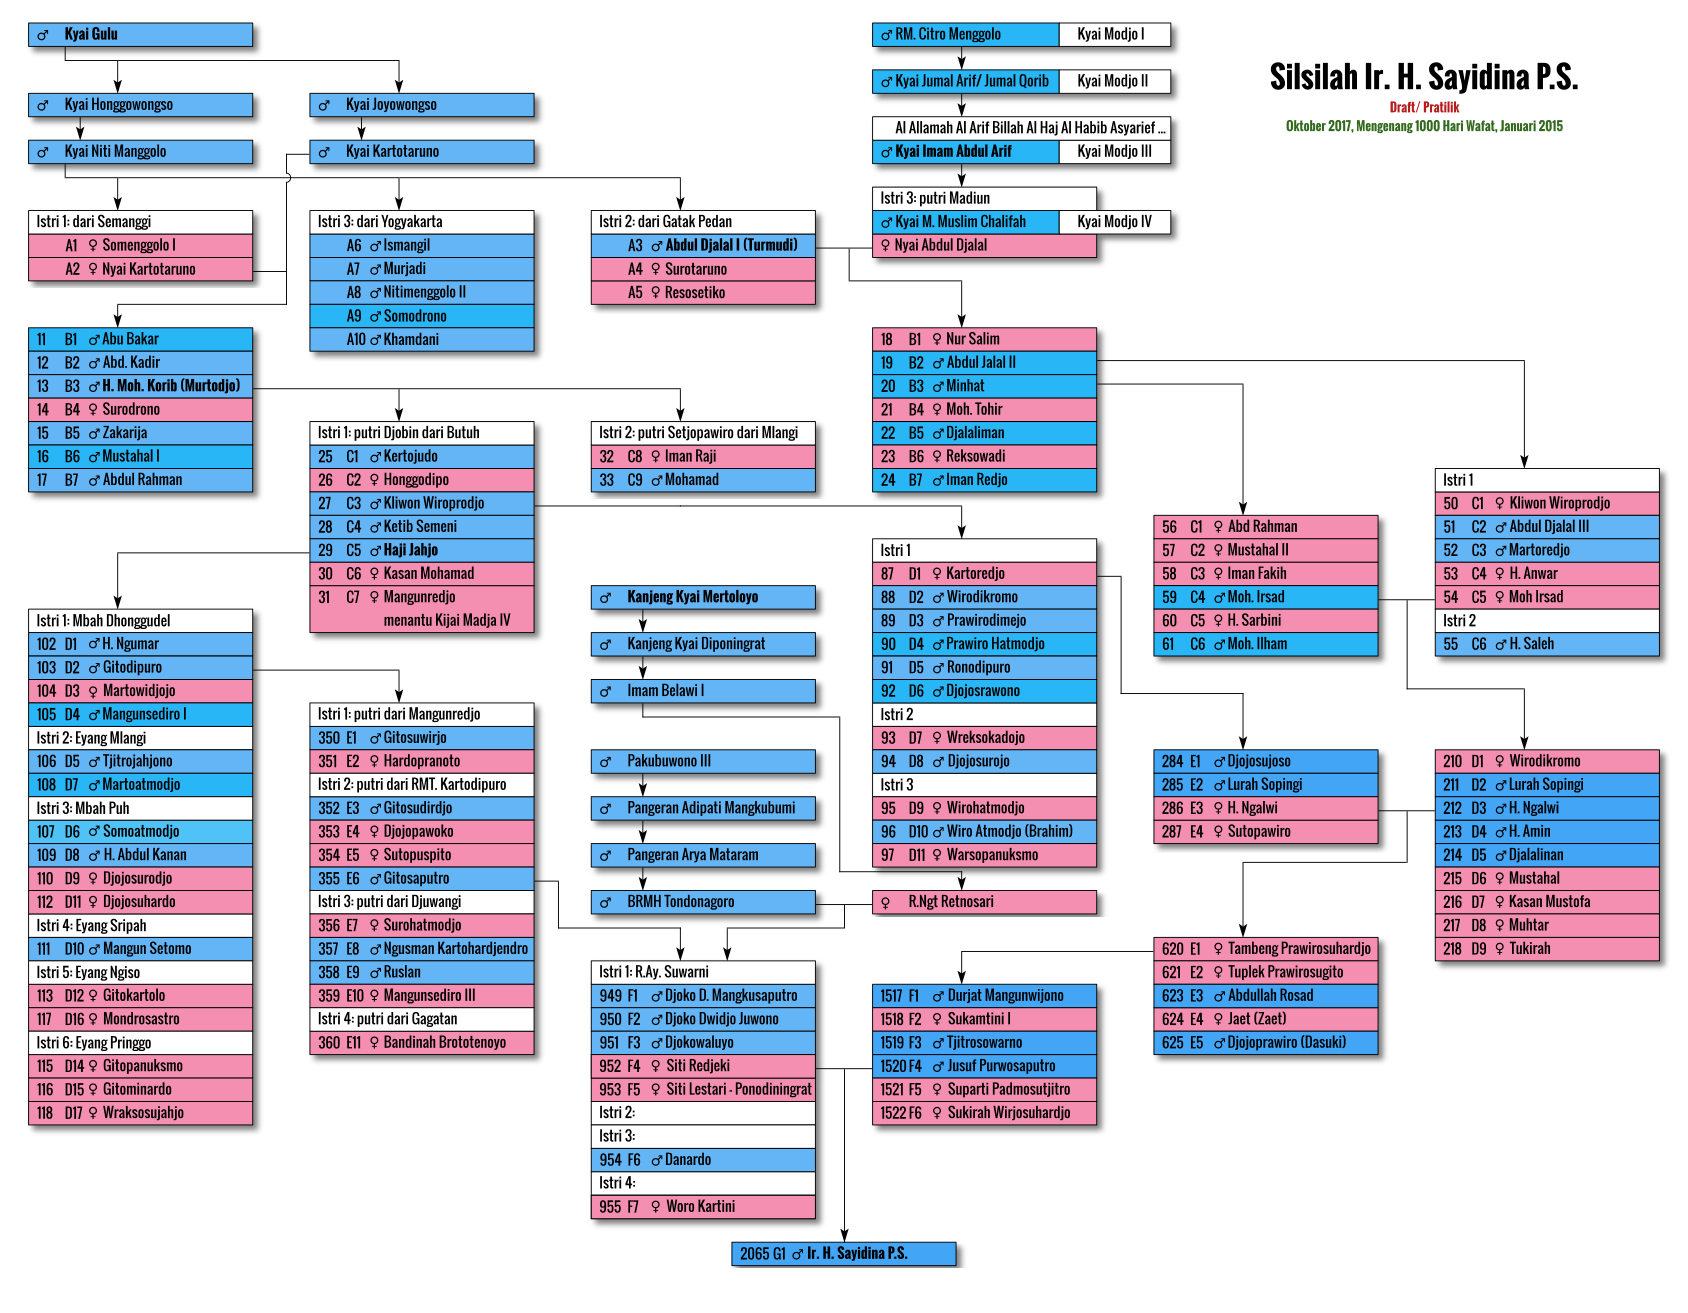 Silsilah Ir. H. Sayidina P.S.
Draft/ Pratilik
Oktober 2017, Mengenang 1000 Hari Wafat, Januari 2015
♂ Kyai Gulu
♂ Kyai Honggowongso
♂ Kyai Niti Manggolo
♂ Kyai Joyowongso
♂ Kyai Kartotaruno
♂ RM. Citro Menggolo Kyai Modjo I
♂ Kyai Jumal Arif/ Jumal Qorib Kyai Modjo II
Al Allamah Al Arif Billah Al Haj Al Habib Asyarief ...
♂ Kyai Imam Abdul Arif Kyai Modjo III
Istri 3: putri Madiun
♂ Kyai M. Muslim Chalifah Kyai Modjo IV
♀ Nyai Abdul Djalal
Istri 1: dari Semanggi
A1 ♀ Somenggolo I
A2 ♀ Nyai Kartotaruno
Istri 3: dari Yogyakarta
A6 ♂ Ismangil
A7 ♂ Murjadi
A8 ♂ Nitimenggolo II
A9 ♂ Somodrono
A10 ♂ Khamdani
Istri 2: dari Gatak Pedan
A3 ♂ Abdul Djalal I (Turmudi)
A4 ♀ Surotaruno
A5 ♀ Resosetiko
11 B1 ♂ Abu Bakar
12 B2 ♂ Abd. Kadir
13 B3 ♂ H. Moh. Korib (Murtodjo)
14 B4 ♀ Surodrono
15 B5 ♂ Zakarija
16 B6 ♂ Mustahal I
17 B7 ♂ Abdul Rahman
18 B1 ♀ Nur Salim
19 B2 ♂ Abdul Jalal II
20 B3 ♂ Minhat
21 B4 ♀ Moh. Tohir
22 B5 ♂ Djalaliman
23 B6 ♀ Reksowadi
24 B7 ♂ Iman Redjo
Istri 1: putri Djobin dari Butuh
25 C1 ♂ Kertojudo
26 C2 ♀ Honggodipo
27 C3 ♂ Kliwon Wiroprodjo
28 C4 ♂ Ketib Semeni
29 C5 ♂ Haji Jahjo
30 C6 ♀ Kasan Mohamad
31 C7 ♀ Mangunredjo
menantu Kijai Madja IV
Istri 2: putri Setjopawiro dari Mlangi
32 C8 ♀ Iman Raji
33 C9 ♂ Mohamad
56 C1 ♀ Abd Rahman
57 C2 ♀ Mustahal II
58 C3 ♀ Iman Fakih
59 C4 ♂ Moh. Irsad
60 C5 ♀ H. Sarbini
61 C6 ♂ Moh. Ilham
Istri 1
50 C1 ♀ Kliwon Wiroprodjo
51 C2 ♂ Abdul Djalal III
52 C3 ♂ Martoredjo
53 C4 ♀ H. Anwar
54 C5 ♀ Moh Irsad
Istri 2
55 C6 ♂ H. Saleh
Istri 1: Mbah Dhonggudel
102 D1 ♂ H. Ngumar
103 D2 ♂ Gitodipuro
104 D3 ♀ Martowidjojo
105 D4 ♂ Mangunsediro I
Istri 2: Eyang Mlangi
106 D5 ♂ Tjitrojahjono
108 D7 ♂ Martoatmodjo
Istri 3: Mbah Puh
107 D6 ♂ Somoatmodjo
109 D8 ♂ H. Abdul Kanan
110 D9 ♀ Djojosurodjo
112 D11 ♀ Djojosuhardo
Istri 4: Eyang Sripah
111 D10 ♂ Mangun Setomo
Istri 5: Eyang Ngiso
113 D12 ♀ Gitokartolo
117 D16 ♀ Mondrosastro
Istri 6: Eyang Pringgo
115 D14 ♀ Gitopanuksmo
116 D15 ♀ Gitominardo
118 D17 ♀ Wraksosujahjo
Istri 1: putri dari Mangunredjo
350 E1 ♂ Gitosuwirjo
351 E2 ♀ Hardopranoto
Istri 2: putri dari RMT. Kartodipuro
352 E3 ♂ Gitosudirdjo
353 E4 ♀ Djojopawoko
354 E5 ♀ Sutopuspito
355 E6 ♂ Gitosaputro
Istri 3: putri dari Djuwangi
356 E7 ♀ Surohatmodjo
357 E8 ♂ Ngusman Kartohardjendro
358 E9 ♂ Ruslan
359 E10 ♀ Mangunsediro III
Istri 4: putri dari Gagatan
360 E11 ♀ Bandinah Brototenoyo
♂ Kanjeng Kyai Mertoloyo
♂ Kanjeng Kyai Diponingrat
♂ Imam Belawi I
♂ Pakubuwono III
♂ Pangeran Adipati Mangkubumi
♂ Pangeran Arya Mataram
♂ BRMH Tondonagoro
Istri 1
87 D1 ♀ Kartoredjo
88 D2 ♂ Wirodikromo
89 D3 ♂ Prawirodimejo
90 D4 ♂ Prawiro Hatmodjo
91 D5 ♂ Ronodipuro
92 D6 ♂ Djojosrawono
Istri 2
93 D7 ♀ Wreksokadojo
94 D8 ♂ Djojosurojo
Istri 3
95 D9 ♀ Wirohatmodjo
96 D10 ♂ Wiro Atmodjo (Brahim)
97 D11 ♀ Warsopanuksmo
♀ R.Ngt Retnosari
284 E1 ♂ Djojosujoso
285 E2 ♂ Lurah Sopingi
286 E3 ♀ H. Ngalwi
287 E4 ♀ Sutopawiro
210 D1 ♀ Wirodikromo
211 D2 ♂ Lurah Sopingi
212 D3 ♂ H. Ngalwi
213 D4 ♂ H. Amin
214 D5 ♂ Djalalinan
215 D6 ♀ Mustahal
216 D7 ♀ Kasan Mustofa
217 D8 ♀ Muhtar
218 D9 ♀ Tukirah
620 E1 ♀ Tambeng Prawirosuhardjo
621 E2 ♀ Tuplek Prawirosugito
623 E3 ♂ Abdullah Rosad
624 E4 ♀ Jaet (Zaet)
625 E5 ♂ Djojoprawiro (Dasuki)
Istri 1: R.Ay. Suwarni
949 F1 ♂ Djoko D. Mangkusaputro
950 F2 ♂ Djoko Dwidjo Juwono
951 F3 ♂ Djokowaluyo
952 F4 ♀ Siti Redjeki
953 F5 ♀ Siti Lestari - Ponodiningrat
Istri 2:
Istri 3:
954 F6 ♂ Danardo
Istri 4:
955 F7 ♀ Woro Kartini
1517 F1 ♂ Durjat Mangunwijono
1518 F2 ♀ Sukamtini I
1519 F3 ♂ Tjitrosowarno
1520 F4 ♂ Jusuf Purwosaputro
1521 F5 ♀ Suparti Padmosutjitro
1522 F6 ♀ Sukirah Wirjosuhardjo
2065 G1 ♂ Ir. H. Sayidina P.S.